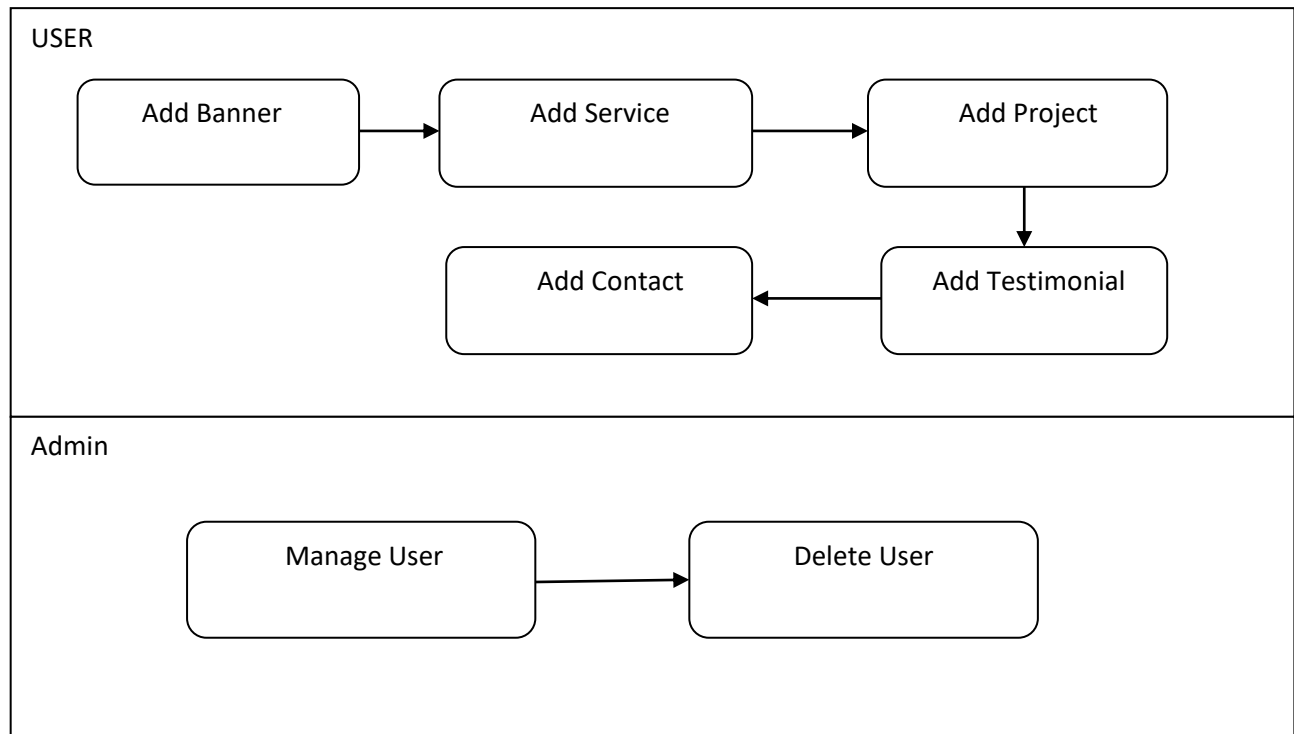 USER
Add Banner
Add Service
Add Project
Add Contact
Add Testimonial
Admin
Manage User
Delete User